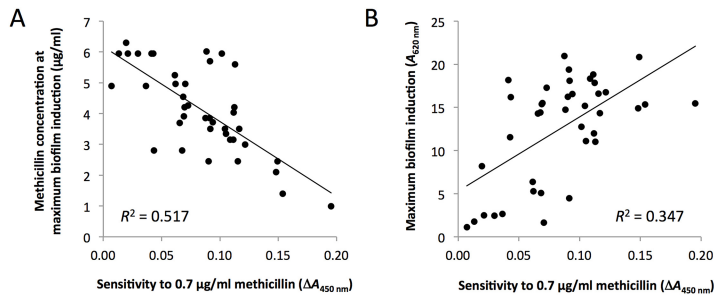 A
Methicillin concentration at
maximum biofilm induction (µg/ml)
7
6
5
4
3
2
1
0
R² = 0.517
0.00 0.05 0.10 0.15 0.20
Sensitivity to 0.7 µg/ml methicillin (ΔA450 nm)
B
Maximum biofilm induction (A620 nm)
25
20
15
10
5
0
R² = 0.347
0.00 0.05 0.10 0.15 0.20
Sensitivity to 0.7 µg/ml methicillin (ΔA450 nm)